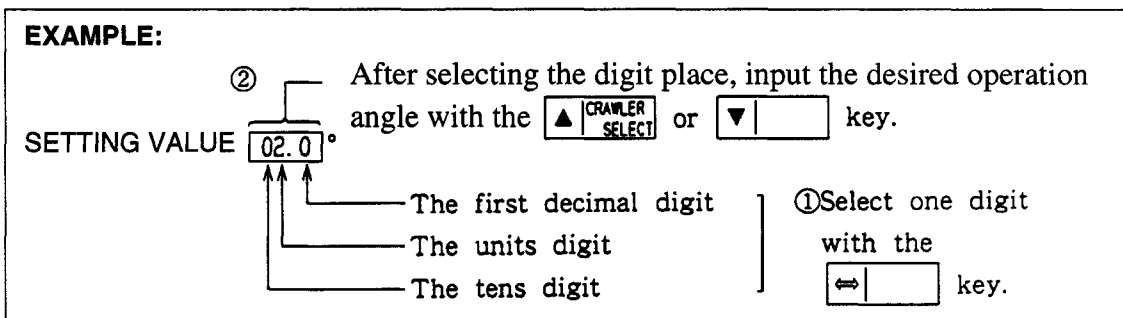 EXAMPLE:
② After selecting the digit place, input the desired operation
angle with the ▲ CRAWLER SELECT or ▼ key.
SETTING VALUE 02.0°
The first decimal digit
The units digit
The tens digit
①Select one digit
with the
⇔ key.